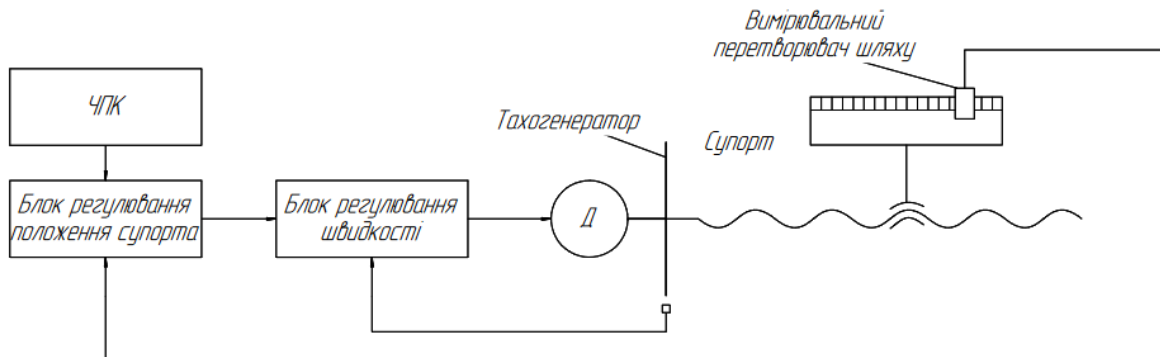 Вимірювальний
перетворювач шляху
ЧПК
Тахогенератор
Супорт
Блок регулювання
положення супорта
Блок регулювання
швидкості
Д